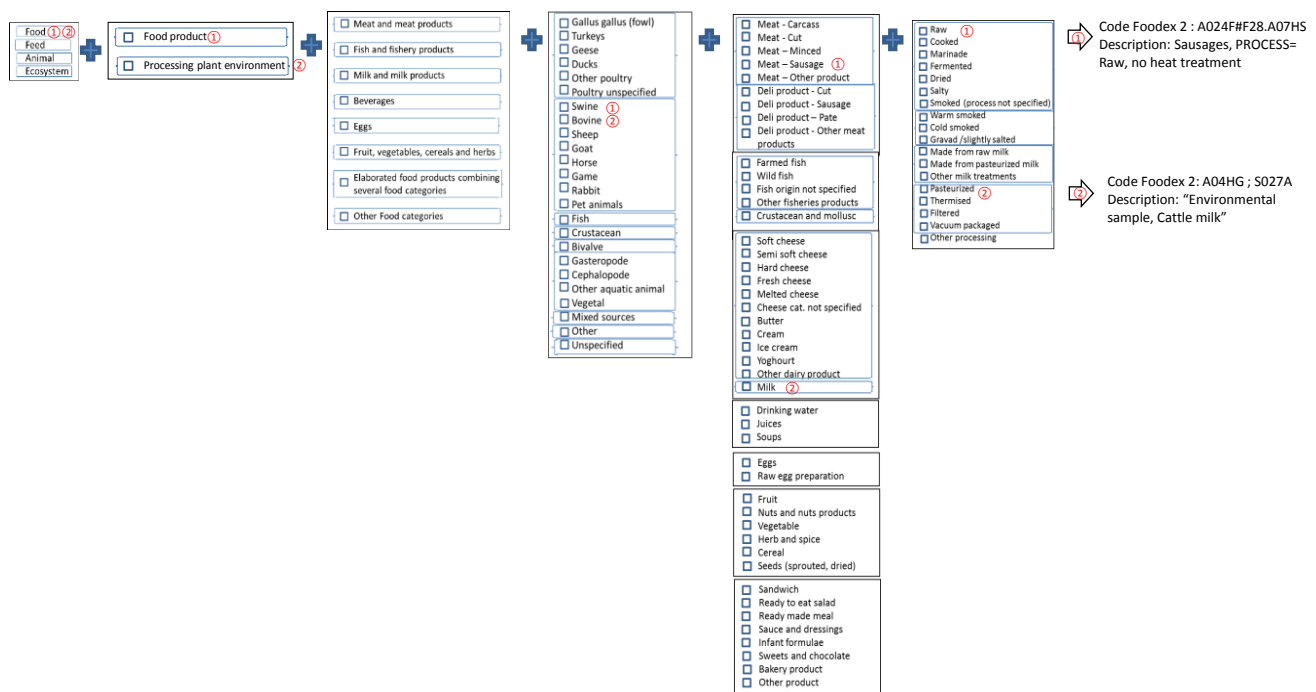 Food ① ②
Feed
Animal
Ecosystem
Food product ①
Processing plant environment ②
Meat and meat products
Fish and fishery products
Milk and milk products
Beverages
Eggs
Fruit, vegetables, cereals and herbs
Elaborated food products combining
several food categories
Other Food categories
Gallus gallus (fowl)
Turkeys
Geese
Ducks
Other poultry
Poultry unspecified
Swine ①
Bovine ②
Sheep
Goat
Horse
Game
Rabbit
Pet animals
Fish
Crustacean
Bivalve
Gasteropode
Cephalopode
Other aquatic animal
Vegetal
Mixed sources
Other
Unspecified
Meat - Carcass
Meat - Cut
Meat – Minced
Meat – Sausage ①
Meat – Other product
Deli product - Cut
Deli product - Sausage
Deli product – Pate
Deli product - Other meat
products
Farmed fish
Wild fish
Fish origin not specified
Other fisheries products
Crustacean and mollusc
Soft cheese
Semi soft cheese
Hard cheese
Fresh cheese
Melted cheese
Cheese cat. not specified
Butter
Cream
Ice cream
Yoghourt
Other dairy product
Milk ②
Drinking water
Juices
Soups
Eggs
Raw egg preparation
Fruit
Nuts and nuts products
Vegetable
Herb and spice
Cereal
Seeds (sprouted, dried)
Sandwich
Ready to eat salad
Ready made meal
Sauce and dressings
Infant formulae
Sweets and chocolate
Bakery product
Other product
Raw ①
Cooked
Marinade
Fermented
Dried
Salty
Smoked (process not specified)
Warm smoked
Cold smoked
Gravad /slightly salted
Made from raw milk
Made from pasteurized milk
Other milk treatments
Pasteurized ②
Thermised
Filtered
Vacuum packaged
Other processing
①
Code Foodex 2 : A024F#F28.A07HS
Description: Sausages, PROCESS=
Raw, no heat treatment
②
Code Foodex 2: A04HG ; S027A
Description: “Environmental
sample, Cattle milk”